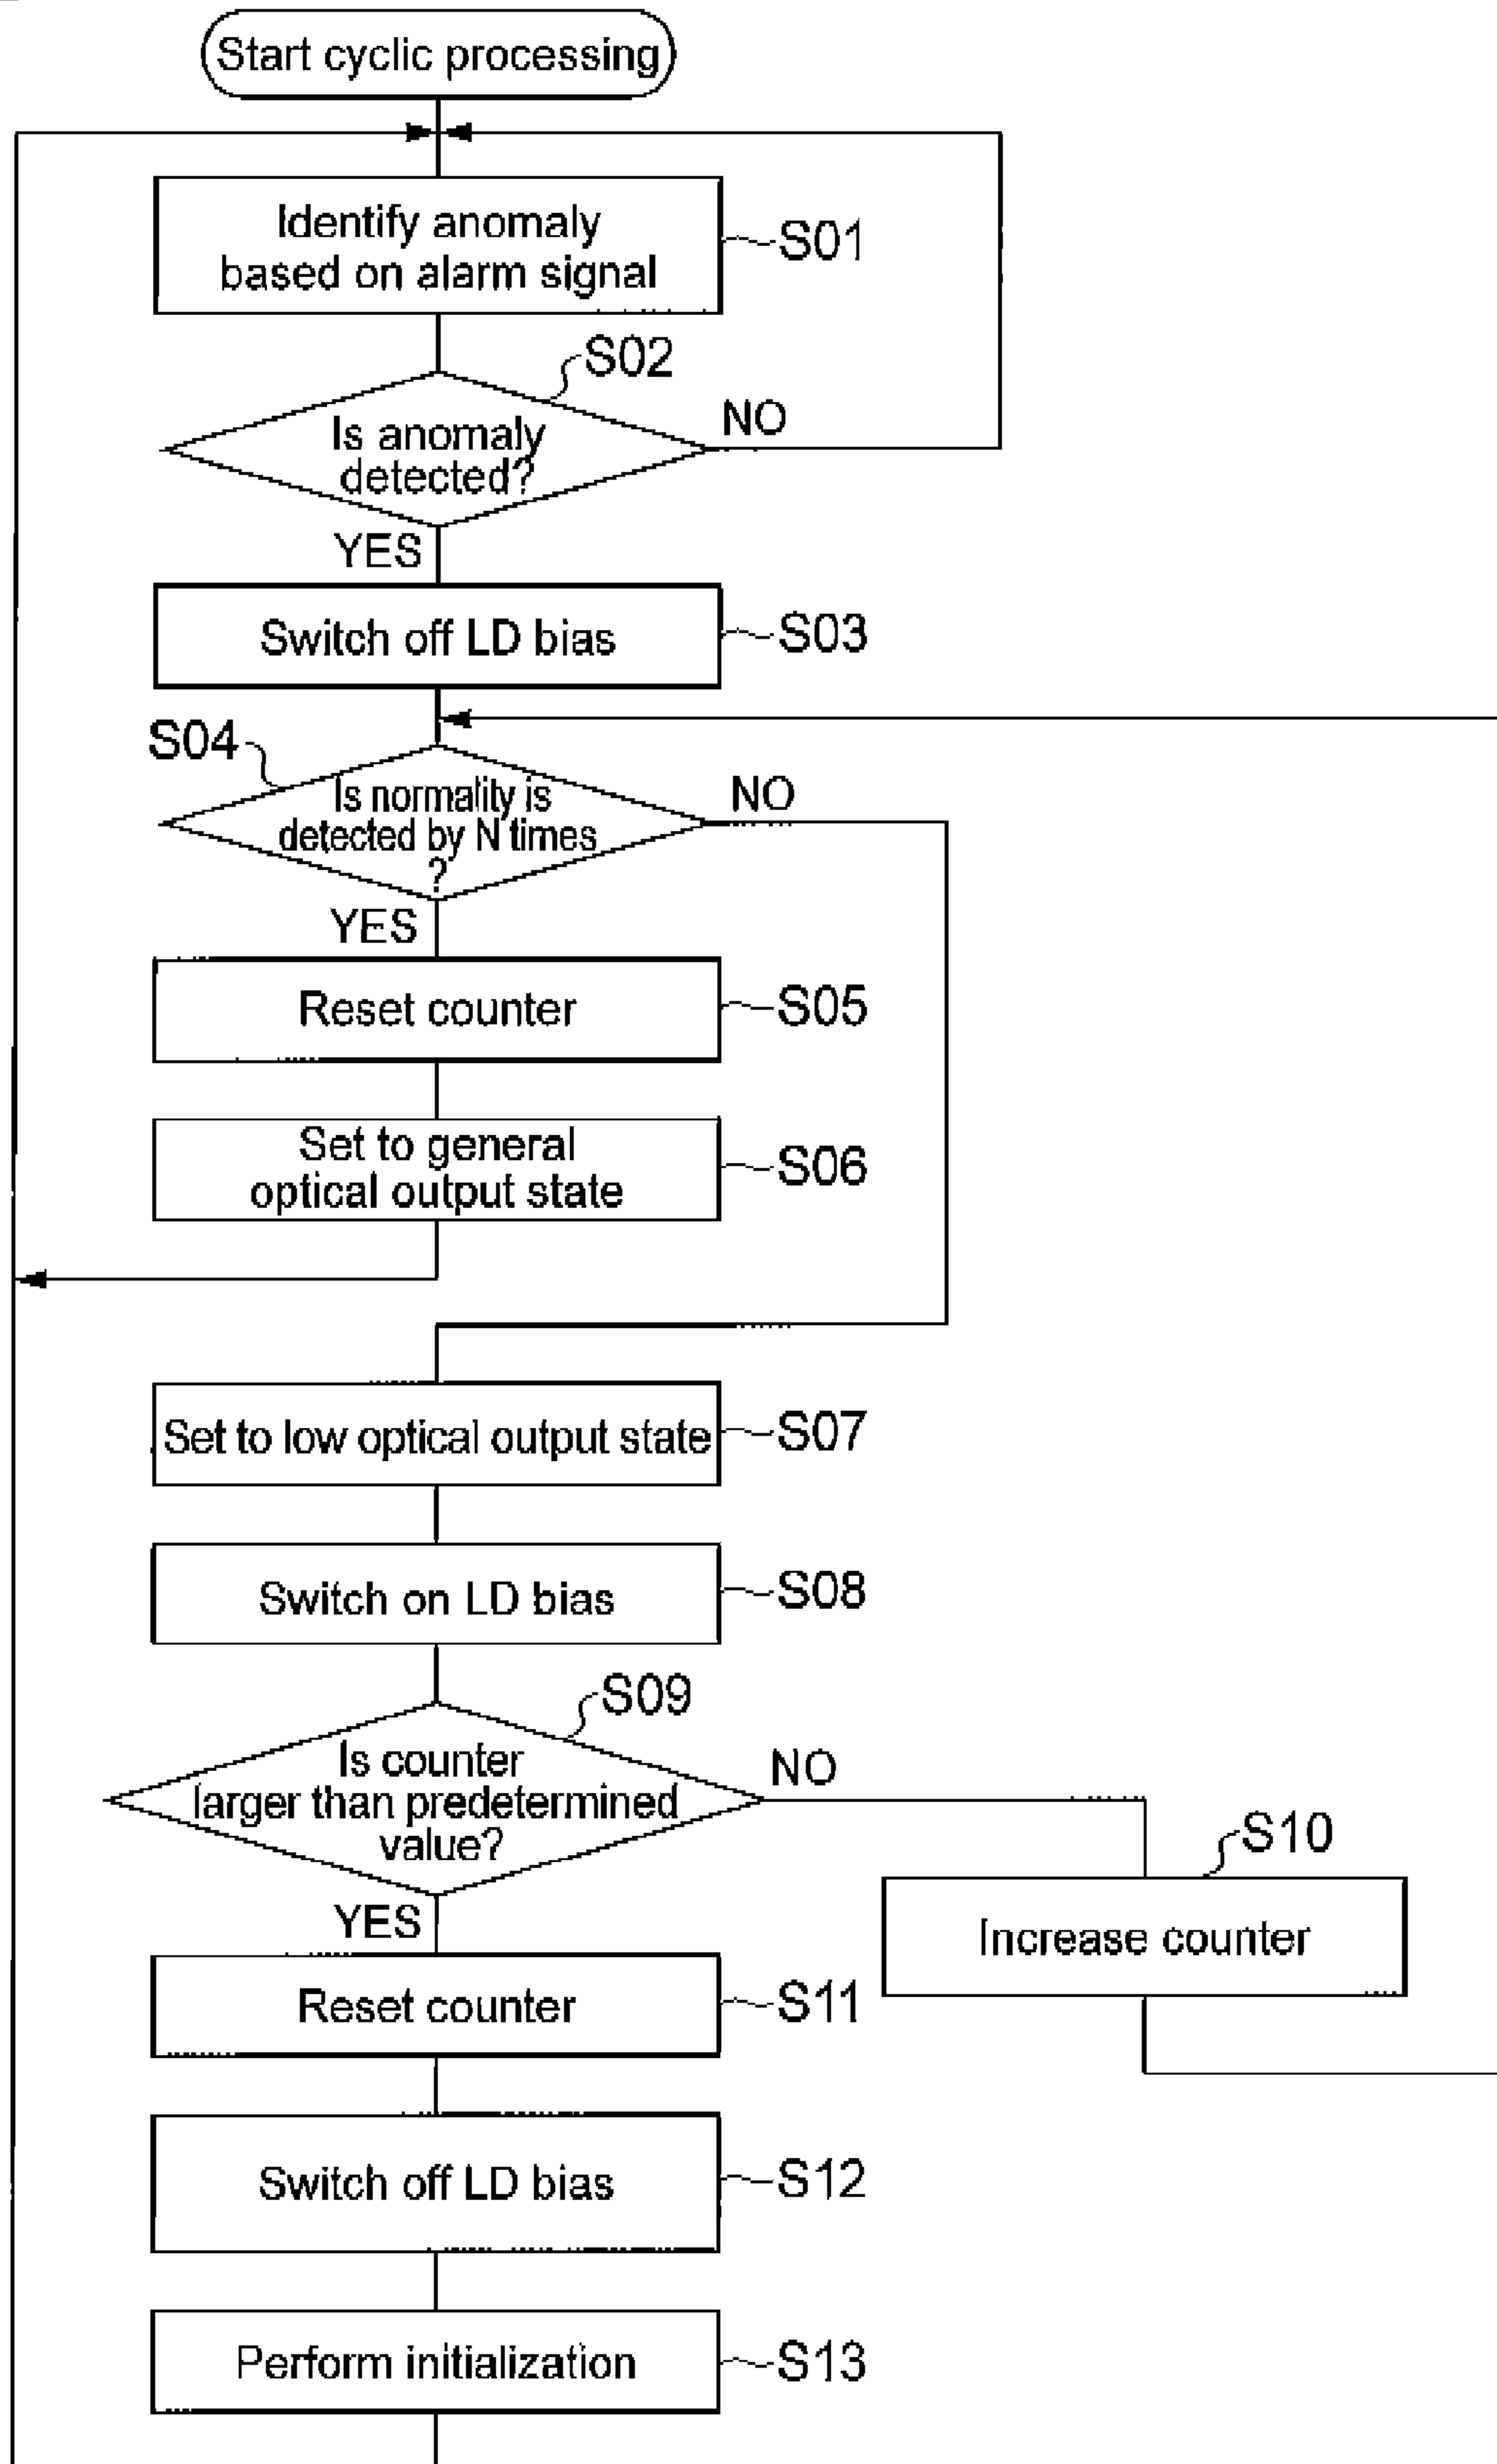 Start cyclic processing
Identify anomaly
based on alarm signal
S01
S02
Is anomaly
detected?
NO
YES
Switch off LD bias
S03
S04
Is normality is
detected by N times
?
NO
YES
Reset counter
S05
Set to general
optical output state
S06
Set to low optical output state
S07
Switch on LD bias
S08
S09
Is counter
larger than predetermined
value?
NO
S10
Increase counter
YES
Reset counter
S11
Switch off LD bias
S12
Perform initialization
S13